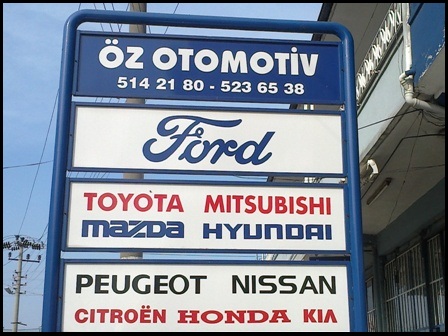 ÖZ OTOMOTİV
514 21 80 - 523 65 38
Ford
TOYOTA MITSUBISHI
mazda HYUNDAI
PEUGEOT NISSAN
CITROËN HONDA KIA